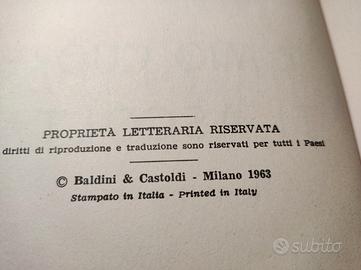 PROPRIETÀ LETTERARIA RISERVATA
diritti di riproduzione e traduzione sono riservati per tutti i Paesi
© Baldini & Castoldi - Milano 1963
Stampato in Italia - Printed in Italy
subito